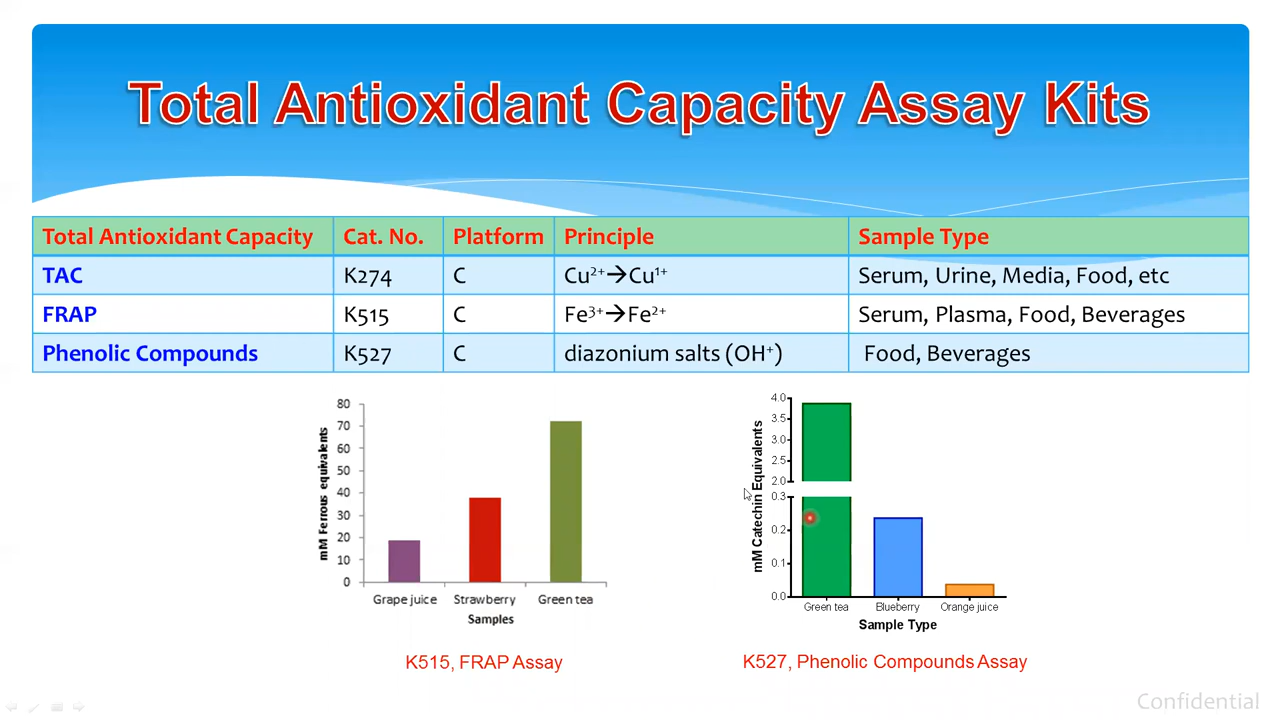 Total Antioxidant Capacity Assay Kits
Total Antioxidant Capacity Cat. No. Platform Principle Sample Type
TAC K274 C Cu²⁺→Cu¹⁺ Serum, Urine, Media, Food, etc
FRAP K515 C Fe³⁺→Fe²⁺ Serum, Plasma, Food, Beverages
Phenolic Compounds K527 C diazonium salts (OH⁺) Food, Beverages
mM Ferrous equivalents
80
70
60
50
40
30
20
10
0
Grape juice Strawberry Green tea
Samples
K515, FRAP Assay
mM Catechin Equivalents
4.0
3.5
3.0
2.5
2.0
0.3
0.2
0.1
0.0
Green tea Blueberry Orange juice
Sample Type
K527, Phenolic Compounds Assay
Confidential